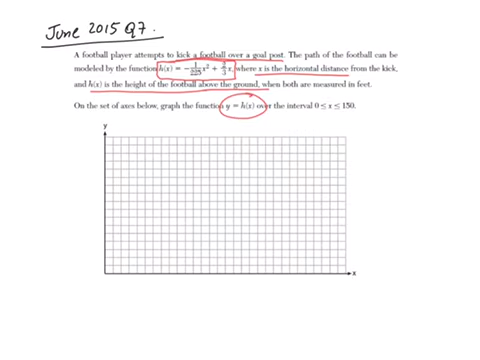 June 2015 Q7.
A football player attempts to kick a football over a goal post. The path of the football can be
modeled by the function h(x) = −1/225 x² + 2/3 x, where x is the horizontal distance from the kick,
and h(x) is the height of the football above the ground, when both are measured in feet.
On the set of axes below, graph the function y = h(x) over the interval 0 ≤ x ≤ 150.
y
x